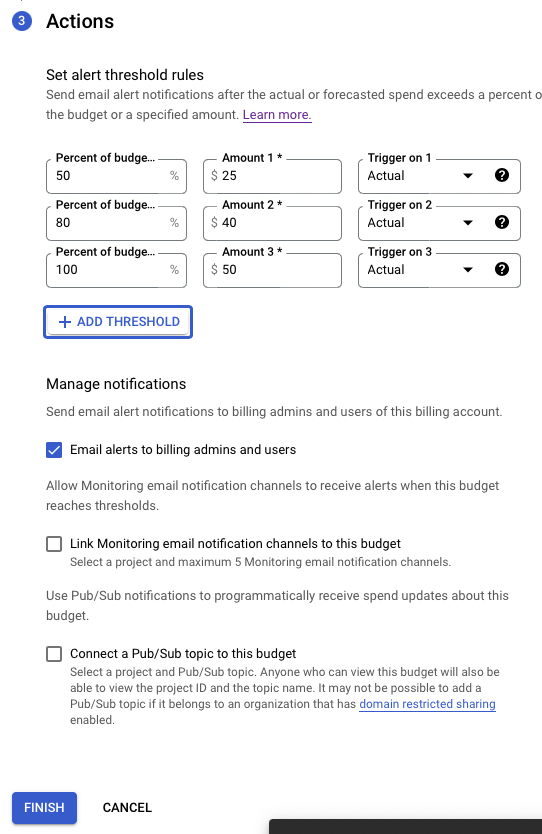 3 Actions
Set alert threshold rules
Send email alert notifications after the actual or forecasted spend exceeds a percent o
the budget or a specified amount. Learn more.
Percent of budge... Amount 1 * Trigger on 1
50 % $ 25 Actual ?
Percent of budge... Amount 2 * Trigger on 2
80 % $ 40 Actual ?
Percent of budge... Amount 3 * Trigger on 3
100 % $ 50 Actual ?
+ ADD THRESHOLD
Manage notifications
Send email alert notifications to billing admins and users of this billing account.
Email alerts to billing admins and users
Allow Monitoring email notification channels to receive alerts when this budget
reaches thresholds.
Link Monitoring email notification channels to this budget
Select a project and maximum 5 Monitoring email notification channels.
Use Pub/Sub notifications to programmatically receive spend updates about this
budget.
Connect a Pub/Sub topic to this budget
Select a project and Pub/Sub topic. Anyone who can view this budget will also be
able to view the project ID and the topic name. It may not be possible to add a
Pub/Sub topic if it belongs to an organization that has domain restricted sharing
enabled.
FINISH CANCEL